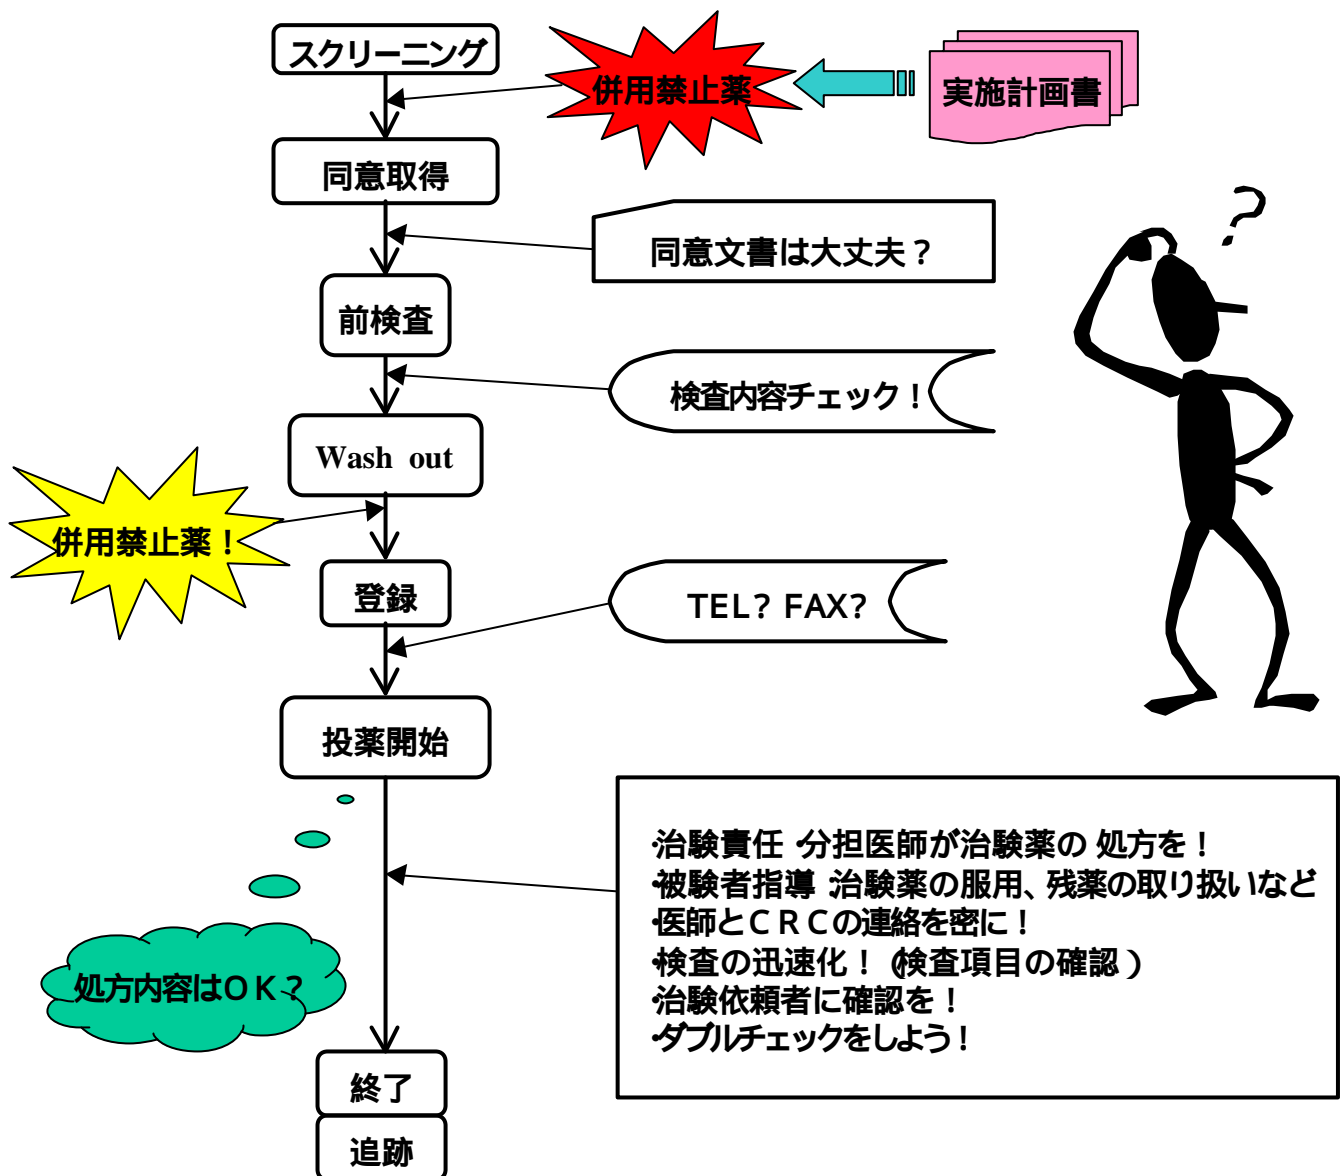 スクリーニング
併用禁止薬
実施計画書
同意取得
同意文書は大丈夫？
前検査
検査内容チェック！
Wash out
併用禁止薬！
登録
TEL? FAX?
投薬開始
・治験責任・分担医師が治験薬の 処方を！
・被験者指導：治験薬の服用、残薬の取り扱いなど
・医師とＣＲＣの連絡を密に！
・検査の迅速化！（検査項目の確認）
・治験依頼者に確認を！
・ダブルチェックをしよう！
処方内容はＯＫ？
終了
追跡
?